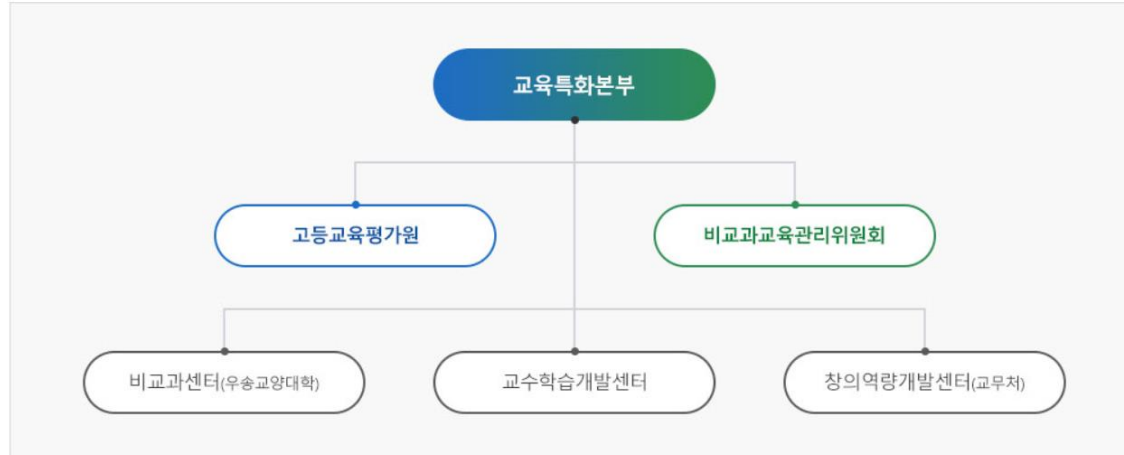 교육특화본부
고등교육평가원
비교과교육관리위원회
비교과센터(우송교양대학)
교수학습개발센터
창의역량개발센터(교무처)